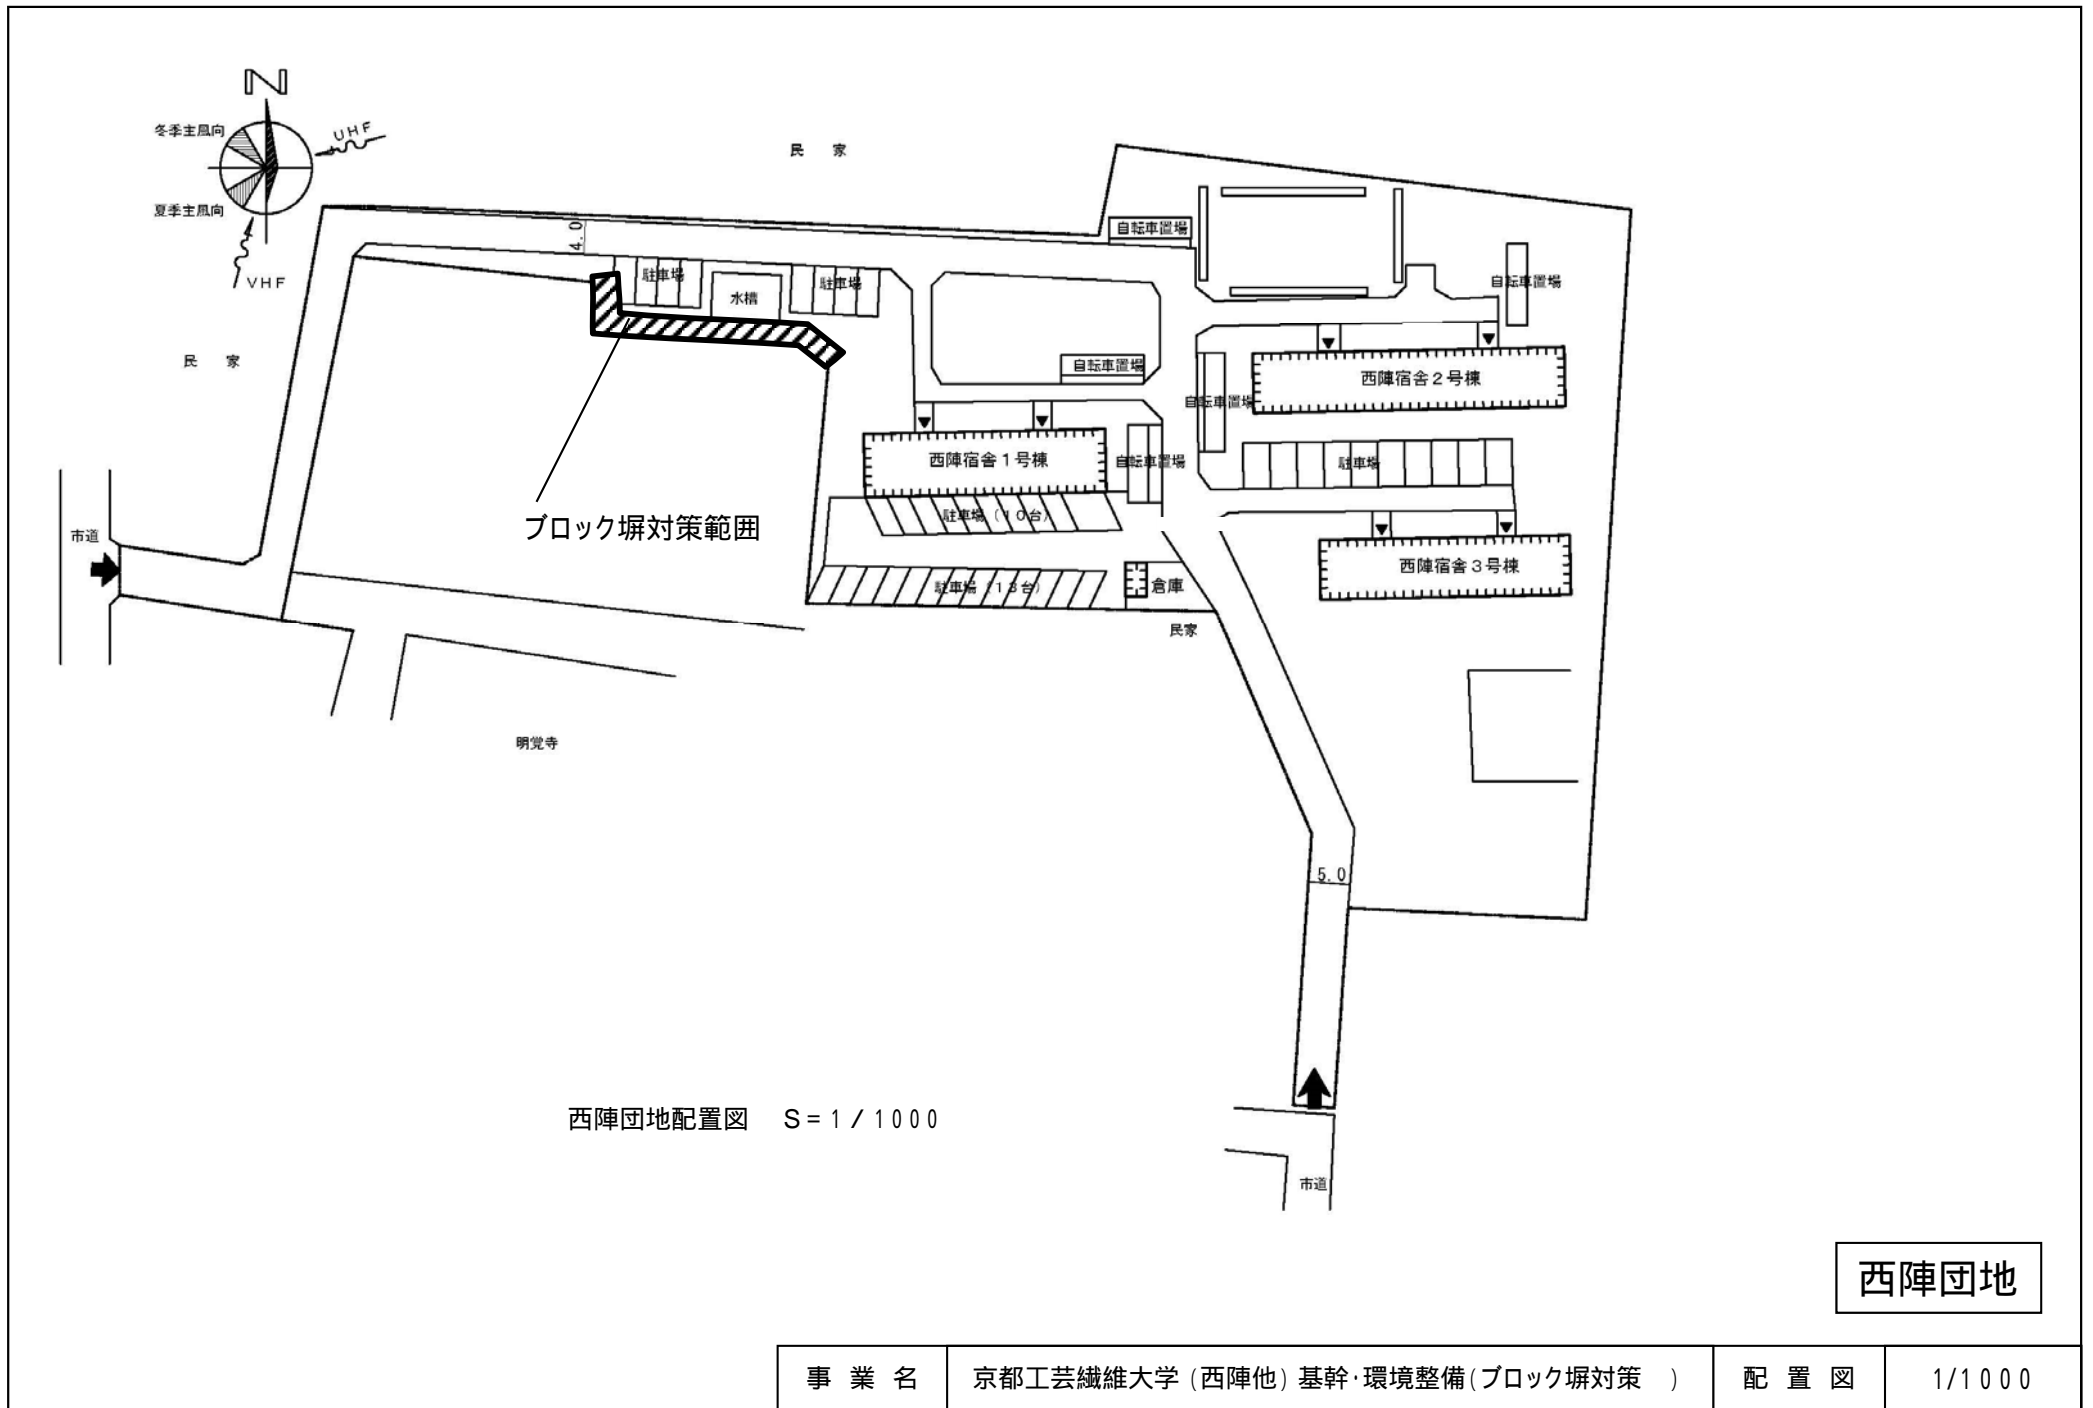 N
冬季主風向
UHF
夏季主風向
VHF
民 家
4.0
自転車置場
駐車場
水槽
駐車場
自転車置場
民 家
自転車置場
西陣宿舎2号棟
自転車置場
西陣宿舎1号棟
自転車置場
駐車場
駐車場(10台)
ブロック塀対策範囲
市道
西陣宿舎3号棟
駐車場(13台)
倉庫
民家
明覚寺
5.0
西陣団地配置図 S=1/1000
市道
西陣団地
事業名 京都工芸繊維大学(西陣他)基幹・環境整備(ブロック塀対策 ) 配置図 1/1000